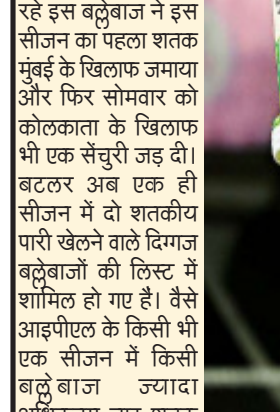 रहे इस बल्लेबाज ने इस
सीजन का पहला शतक
मुंबई के खिलाफ जमाया
और फिर सोमवार को
कोलकाता के खिलाफ
भी एक सेंचुरी जड़ दी।
बटलर अब एक ही
सीजन में दो शतकीय
पारी खेलने वाले दिग्गज
बल्लेबाजों की लिस्ट में
शामिल हो गए हैं। वैसे
आइपीएल के किसी भी
एक सीजन में किसी
बल्लेबाज ज्यादा